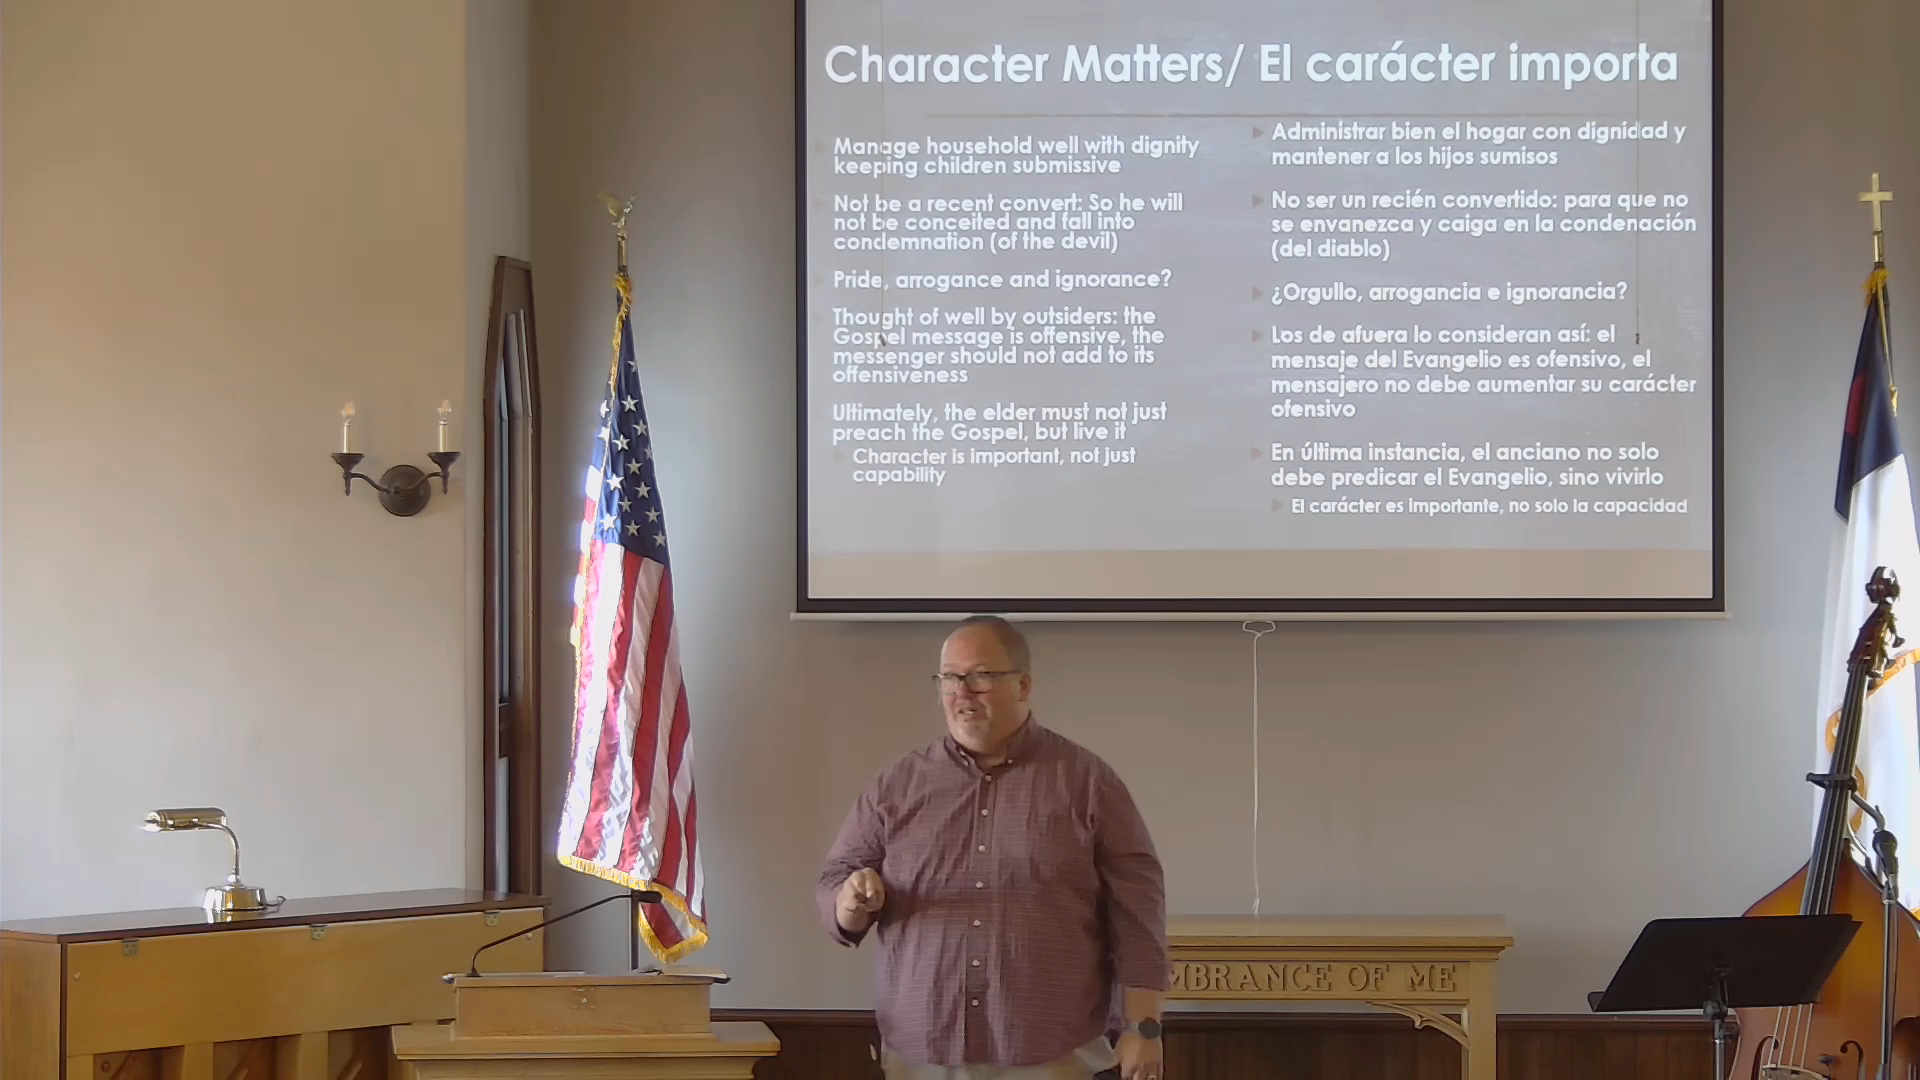 Character Matters/ El carácter importa
Manage household well with dignity
keeping children submissive
Not be a recent convert: So he will
not be conceited and fall into
condemnation (of the devil)
Pride, arrogance and ignorance?
Thought of well by outsiders: the
Gospel message is offensive, the
messenger should not add to its
offensiveness
Ultimately, the elder must not just
preach the Gospel, but live it
Character is important, not just
capability
Administrar bien el hogar con dignidad y
mantener a los hijos sumisos
No ser un recién convertido: para que no
se envanezca y caiga en la condenación
(del diablo)
¿Orgullo, arrogancia e ignorancia?
Los de afuera lo consideran así: el
mensaje del Evangelio es ofensivo, el
mensajero no debe aumentar su carácter
ofensivo
En última instancia, el anciano no solo
debe predicar el Evangelio, sino vivirlo
El carácter es importante, no solo la capacidad
MBRANCE OF ME